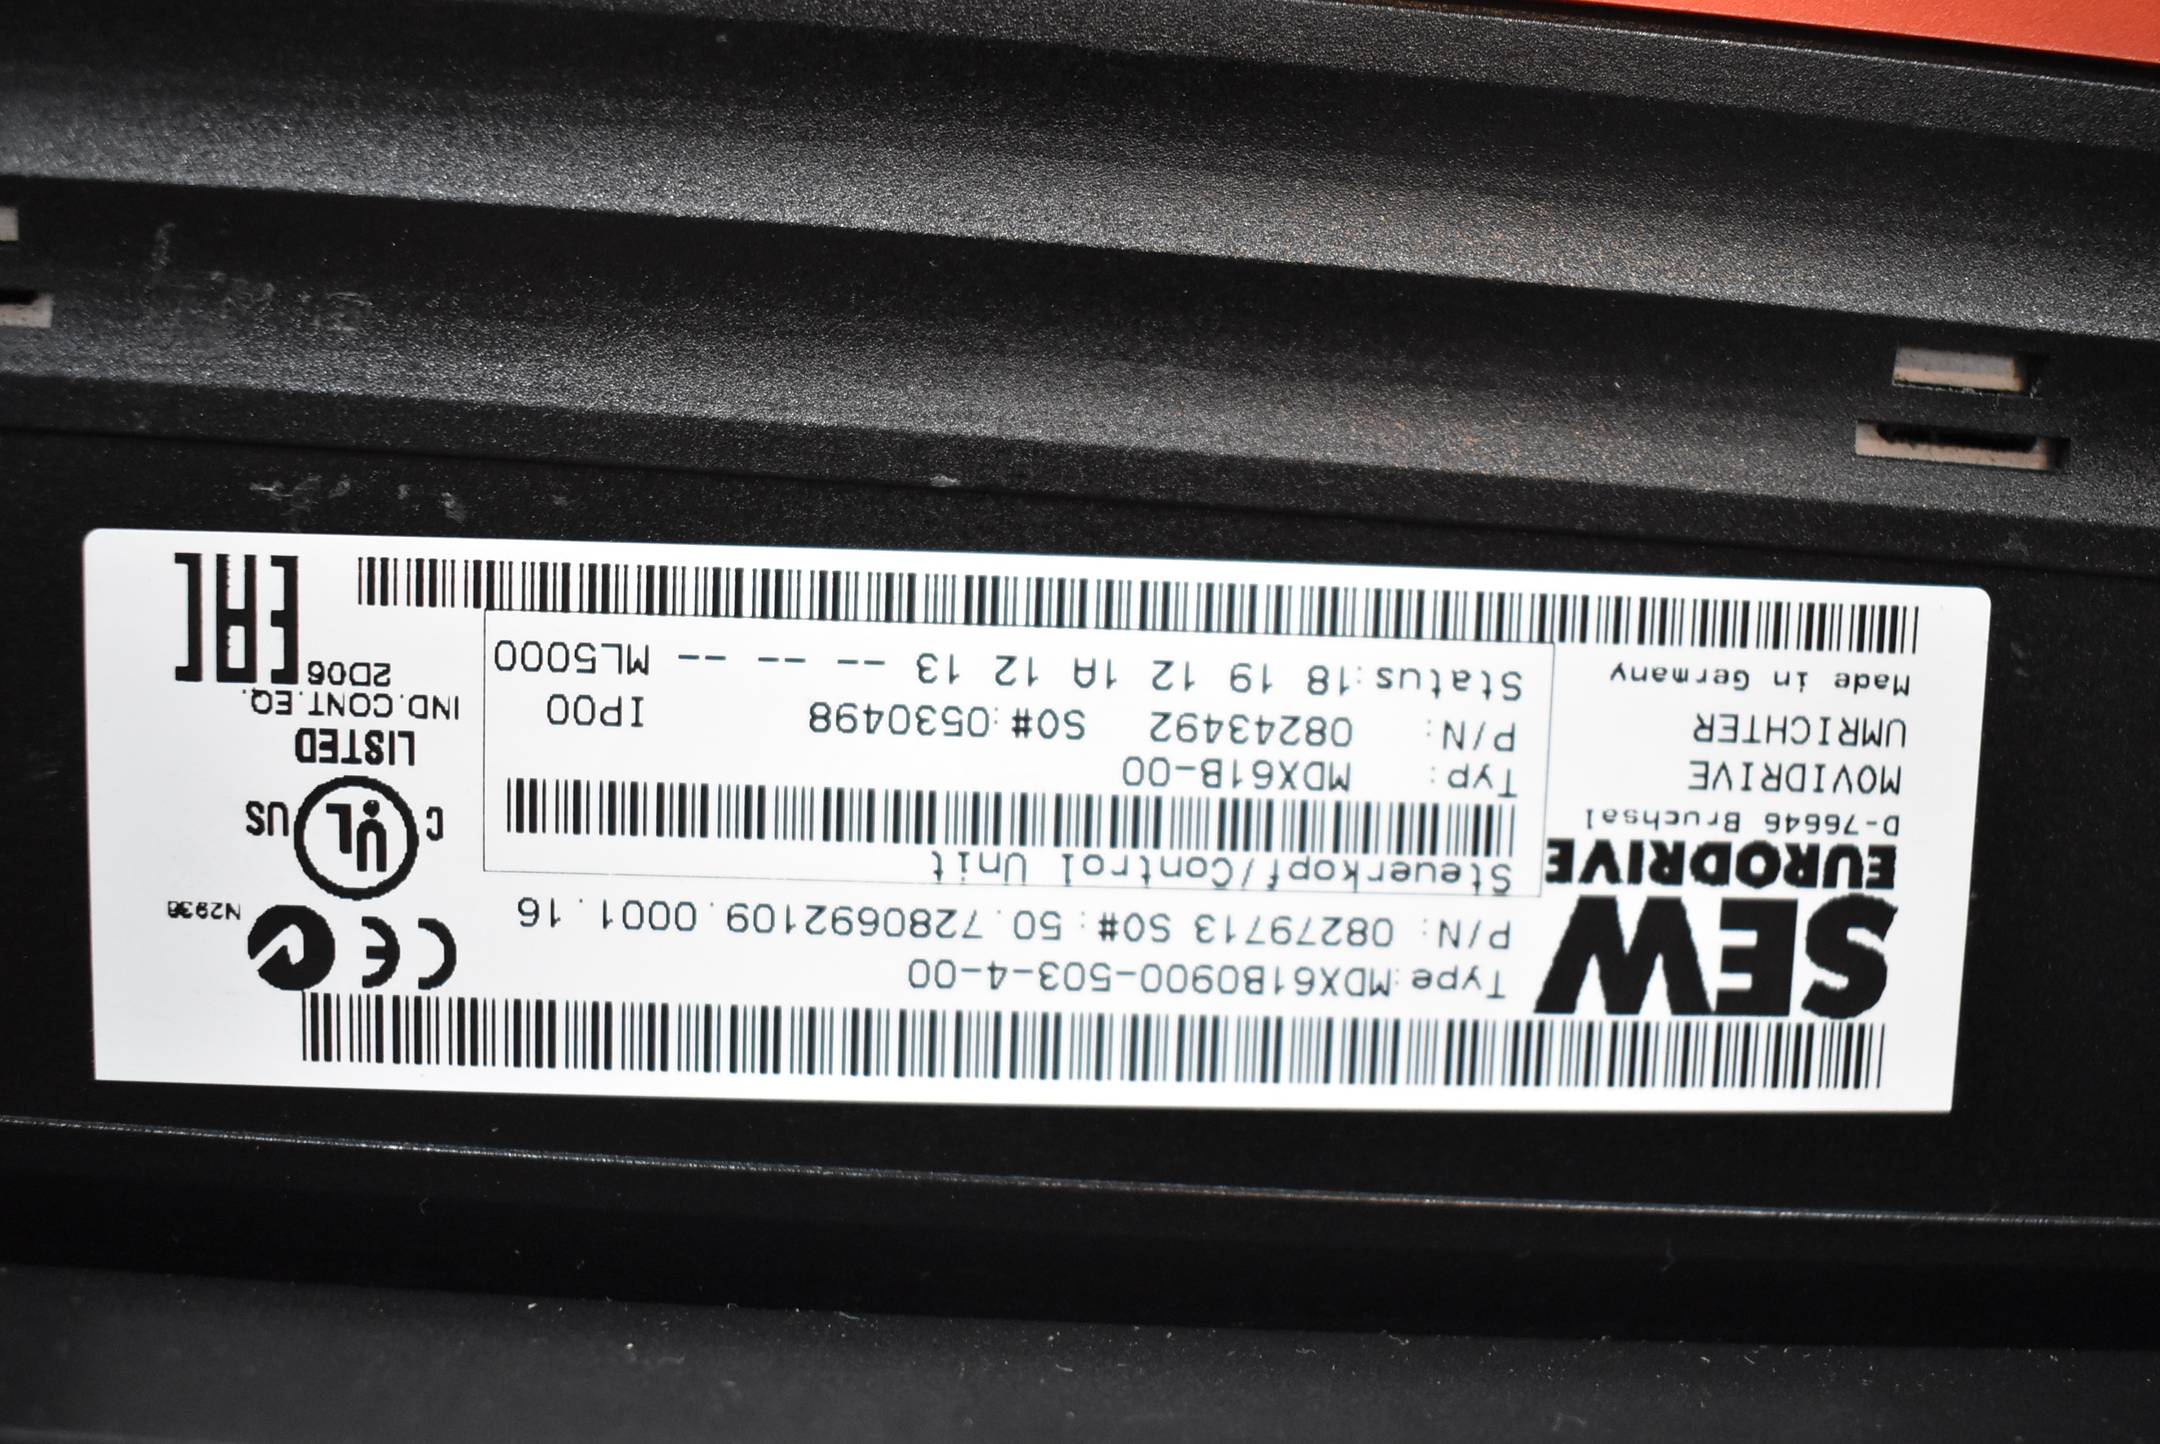 SEW
EURODRIVE
D-76646 Bruchsal
MOVIDRIVE
UMRICHTER
Made in Germany
Type:MDX61B0900-503-4-00
P/N: 08279713 S0#:50.7280692109.0001.16
Steuerkopf/Control Unit
Typ: MDX61B-00
P/N: 08243492 S0#:0530498 IP00
Status:18 19 12 1A 12 13 -- -- -- ML5000
CE
N2936
C UL US
LISTED
IND.CONT.EQ.
2D06
EAC